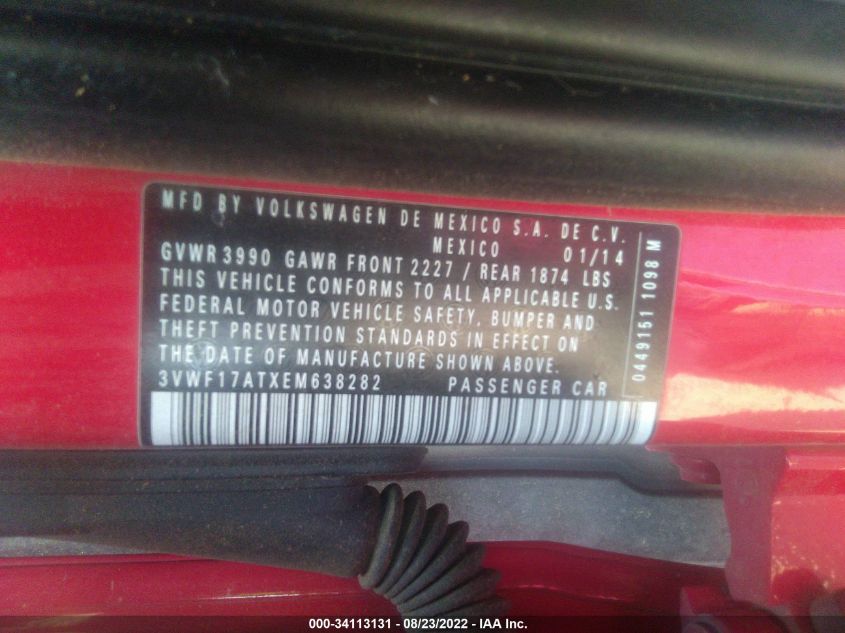 MFD BY VOLKSWAGEN DE MEXICO S.A. DE C.V.
MEXICO 01/14
GVWR 3990 GAWR FRONT 2227 / REAR 1874 LBS
THIS VEHICLE CONFORMS TO ALL APPLICABLE U.S.
FEDERAL MOTOR VEHICLE SAFETY, BUMPER AND
THEFT PREVENTION STANDARDS IN EFFECT ON
THE DATE OF MANUFACTURE SHOWN ABOVE.
3VWF17ATXEM638282 PASSENGER CAR
0449151 1098 M
000-34113131 - 08/23/2022 - IAA Inc.